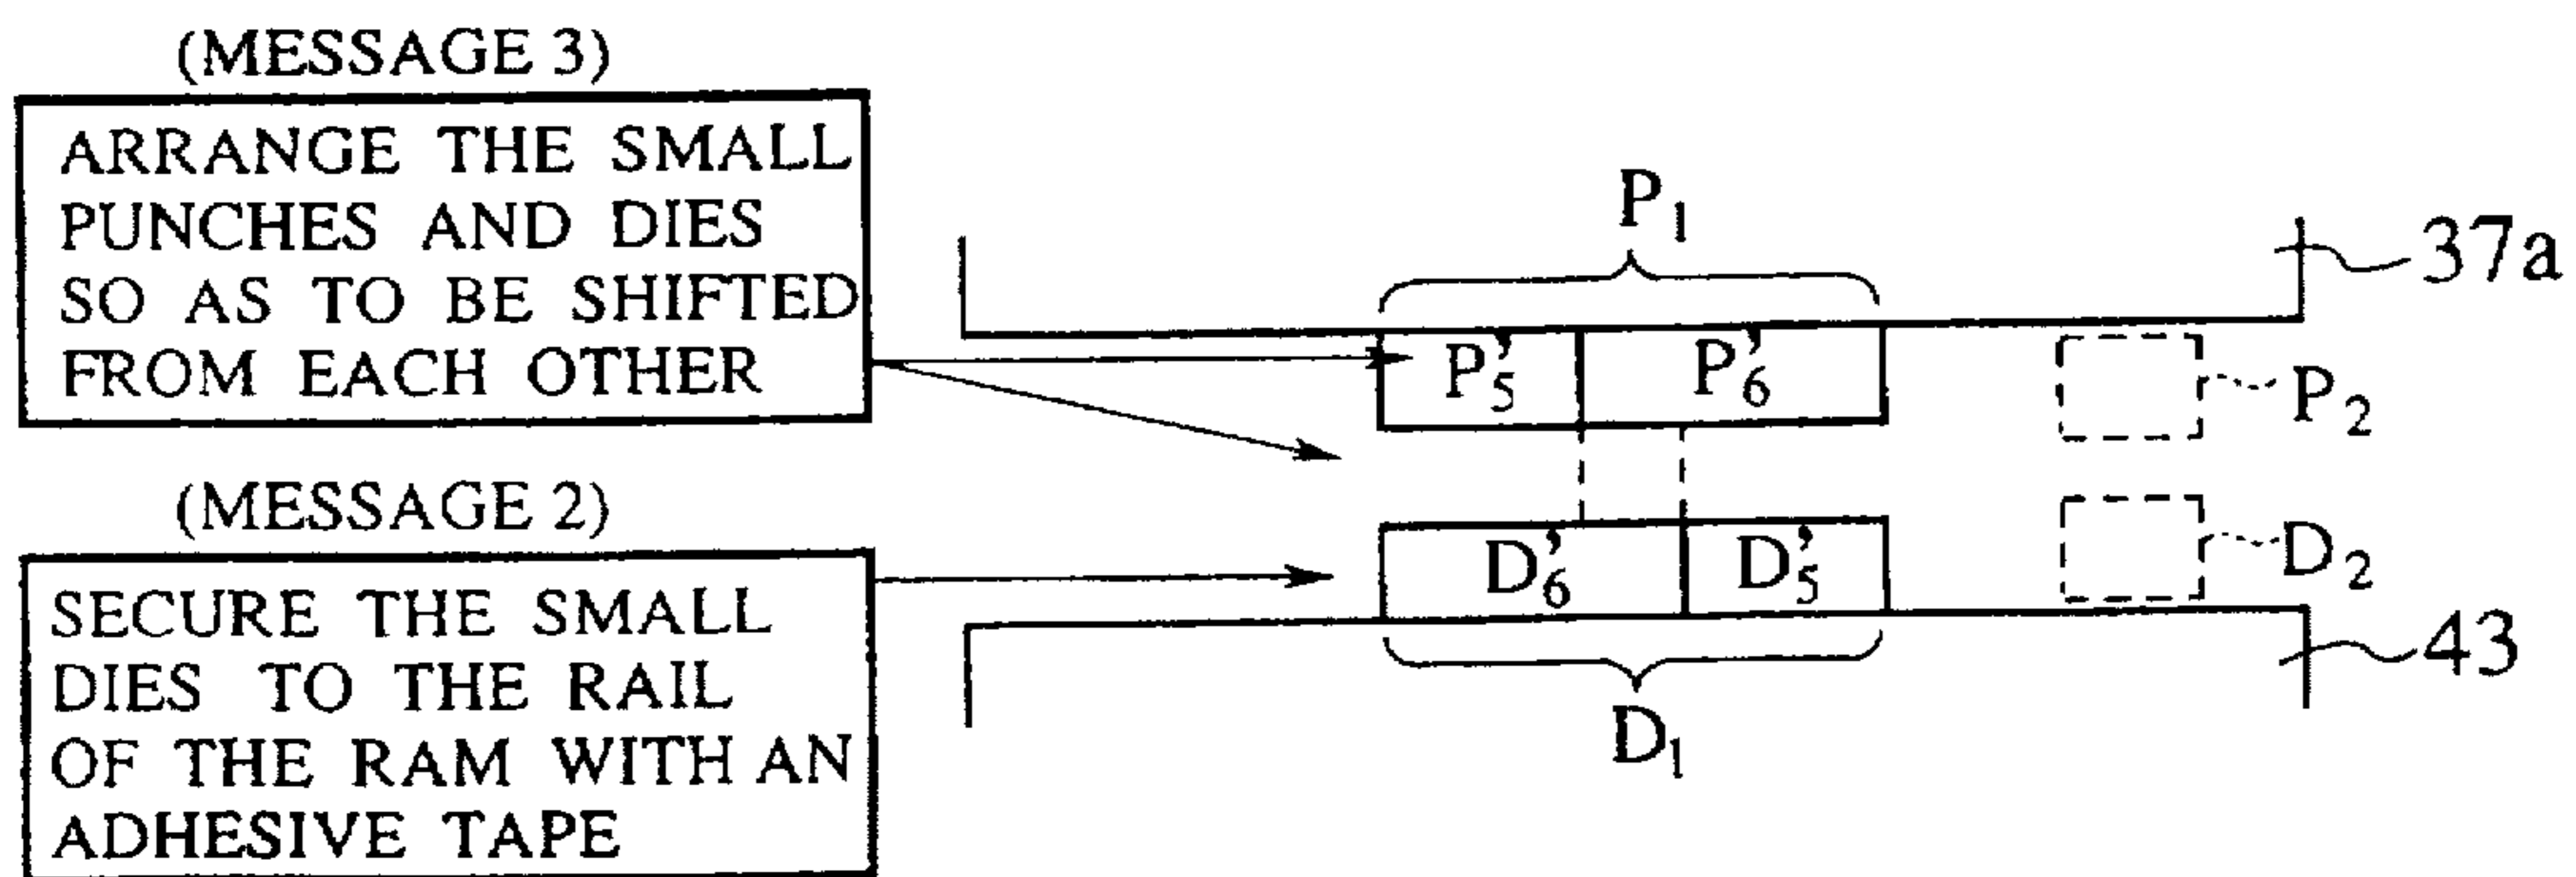 (MESSAGE 3)
ARRANGE THE SMALL
PUNCHES AND DIES
SO AS TO BE SHIFTED
FROM EACH OTHER
(MESSAGE 2)
SECURE THE SMALL
DIES TO THE RAIL
OF THE RAM WITH AN
ADHESIVE TAPE
P₁
37a
P'₅ P'₆
P₂
D'₆ D'₅
D₂
43
D₁